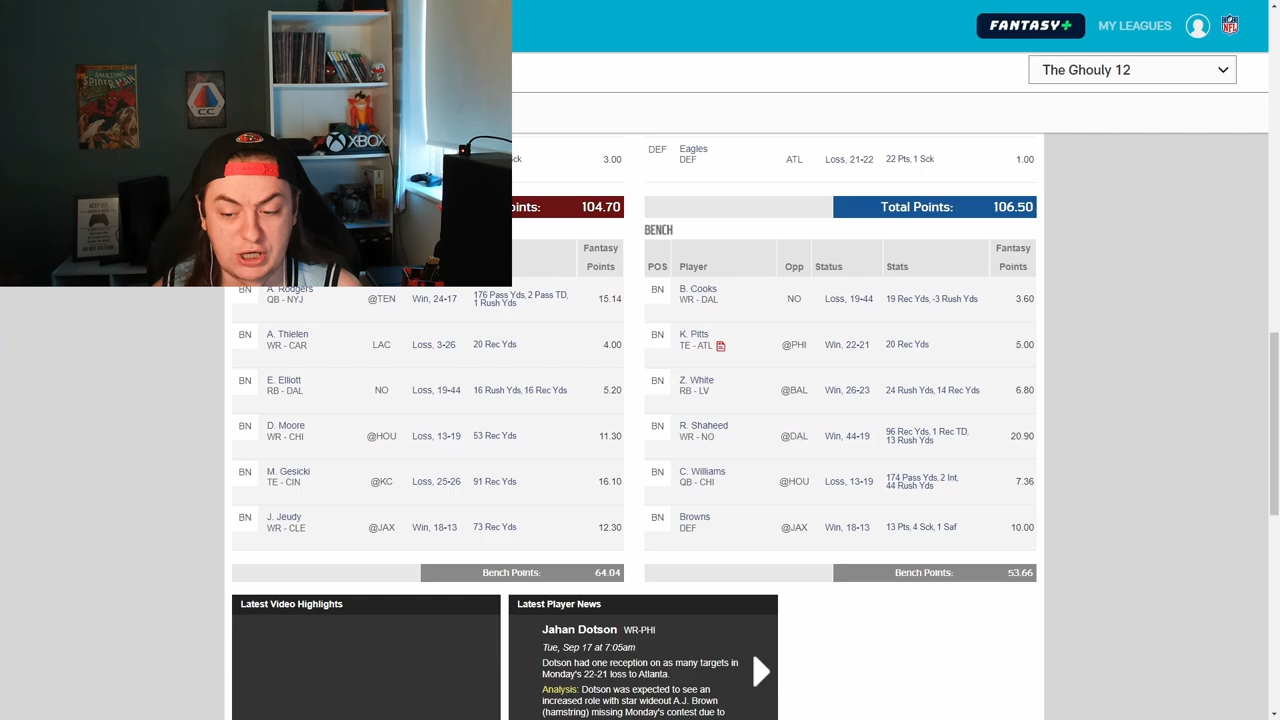 FANTASY+
MY LEAGUES
The Ghouly 12
AMAZING
SPIDER-MAN
XBOX
ck 3.00
DEF Eagles DEF ATL Loss, 21-22 22 Pts, 1 Sck 1.00
oints: 104.70
Total Points: 106.50
BENCH
Fantasy Points
POS Player Opp Status Stats Fantasy Points
BN A. Rodgers QB - NYJ @TEN Win, 24-17 176 Pass Yds, 2 Pass TD, 1 Rush Yds 15.14
BN B. Cooks WR - DAL NO Loss, 19-44 19 Rec Yds, -3 Rush Yds 3.60
BN A. Thielen WR - CAR LAC Loss, 3-26 20 Rec Yds 4.00
BN K. Pitts TE - ATL @PHI Win, 22-21 20 Rec Yds 5.00
BN E. Elliott RB - DAL NO Loss, 19-44 16 Rush Yds, 16 Rec Yds 5.20
BN Z. White RB - LV @BAL Win, 26-23 24 Rush Yds, 14 Rec Yds 6.80
BN D. Moore WR - CHI @HOU Loss, 13-19 53 Rec Yds 11.30
BN R. Shaheed WR - NO @DAL Win, 44-19 96 Rec Yds, 1 Rec TD, 13 Rush Yds 20.90
BN M. Gesicki TE - CIN @KC Loss, 25-26 91 Rec Yds 16.10
BN C. Williams QB - CHI @HOU Loss, 13-19 174 Pass Yds, 2 Int, 44 Rush Yds 7.36
BN J. Jeudy WR - CLE @JAX Win, 18-13 73 Rec Yds 12.30
BN Browns DEF @JAX Win, 18-13 13 Pts, 4 Sck, 1 Saf 10.00
Bench Points: 64.04
Bench Points: 53.66
Latest Video Highlights
Latest Player News
Jahan Dotson WR-PHI
Tue, Sep 17 at 7:05am
Dotson had one reception on as many targets in
Monday's 22-21 loss to Atlanta.
Analysis: Dotson was expected to see an
increased role with star wideout A.J. Brown
(hamstring) missing Monday's contest due to